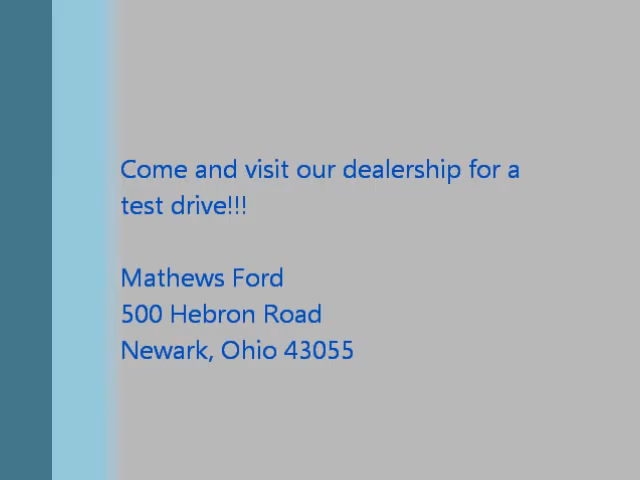 Come and visit our dealership for a
test drive!!!
Mathews Ford
500 Hebron Road
Newark, Ohio 43055